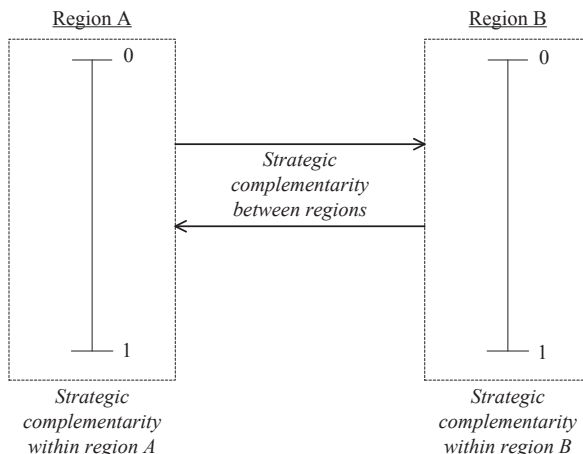 Region A
Region B
0
0
Strategic
complementarity
between regions
1
1
Strategic
complementarity
within region A
Strategic
complementarity
within region B